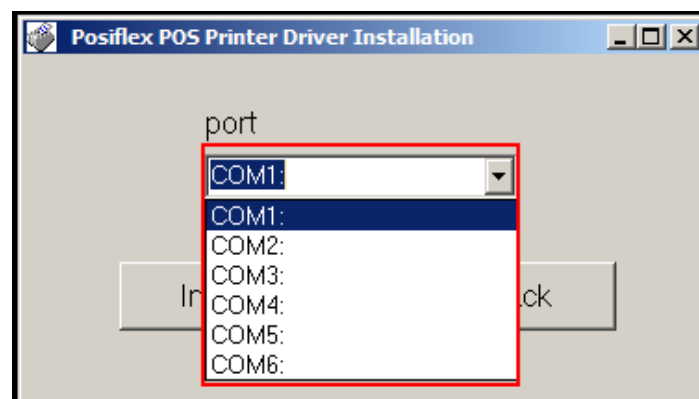 Posiflex POS Printer Driver Installation
port
COM1:
COM1:
COM2:
COM3:
COM4:
COM5:
COM6: